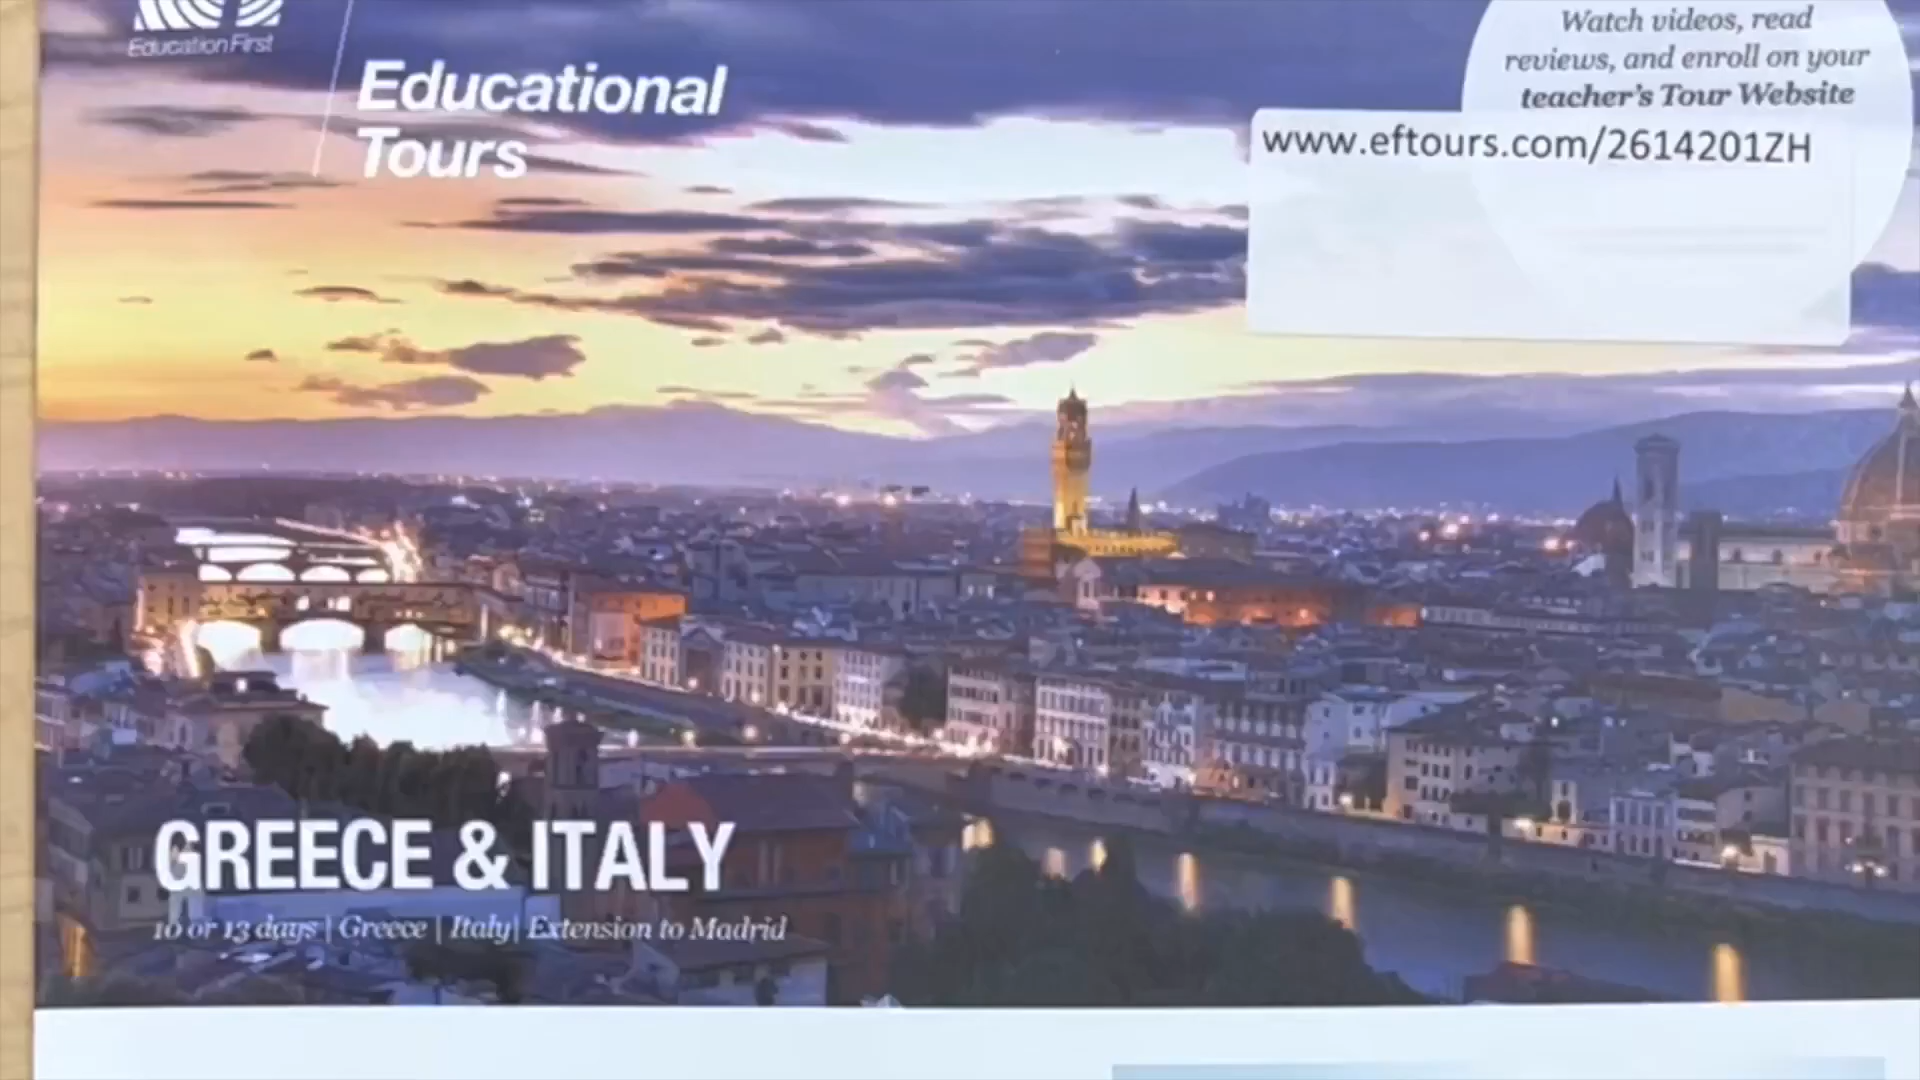 Education First
Educational
Tours
Watch videos, read
reviews, and enroll on your
teacher's Tour Website
www.eftours.com/2614201ZH
GREECE & ITALY
10 or 13 days | Greece | Italy| Extension to Madrid